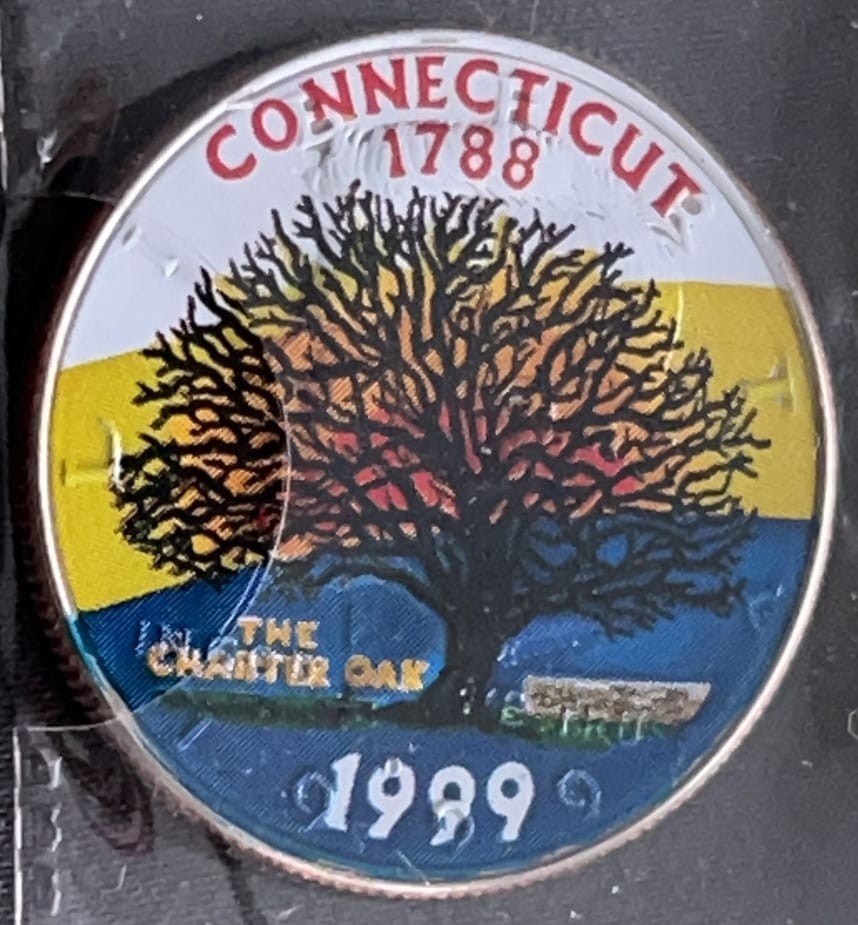 CONNECTICUT
1788
THE
CHARTER OAK
1999